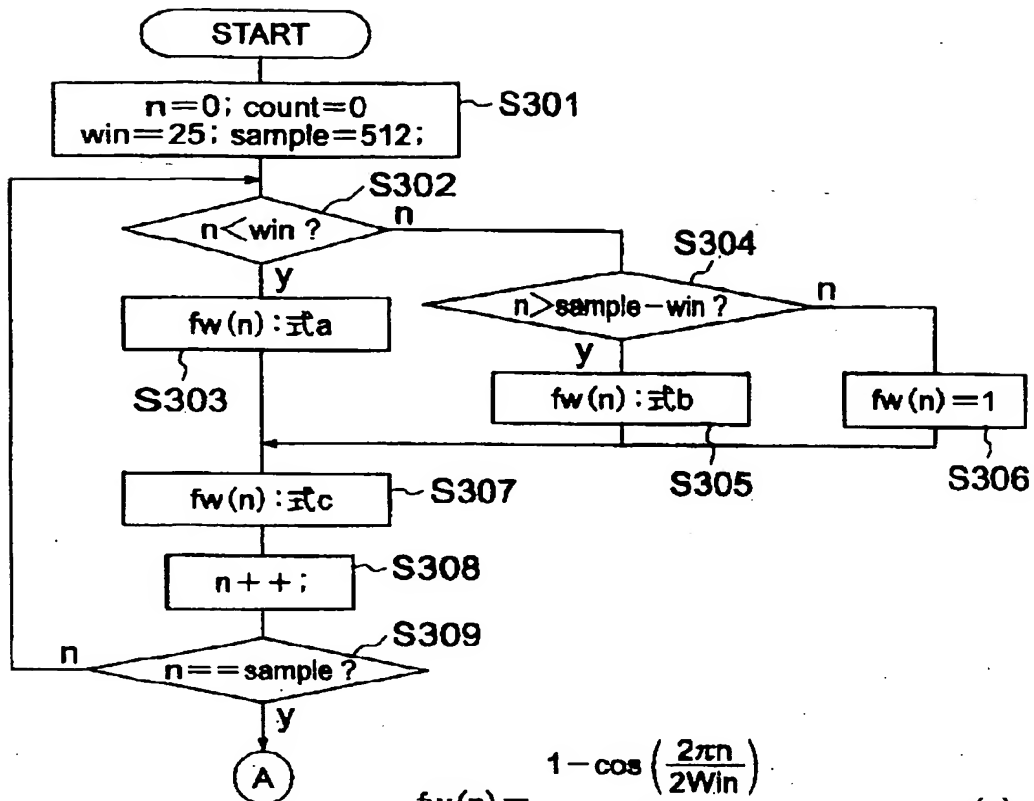 START
n=0; count=0
win=25; sample=512;
S301
S302
n<win ?
n
y
S304
n>sample-win ?
n
y
fw(n):式a
S303
fw(n):式b
S305
fw(n)=1
S306
fw(n):式c
S307
n++;
S308
S309
n==sample ?
n
y
A
1-cos(2πn/2Win)
fw(n)=